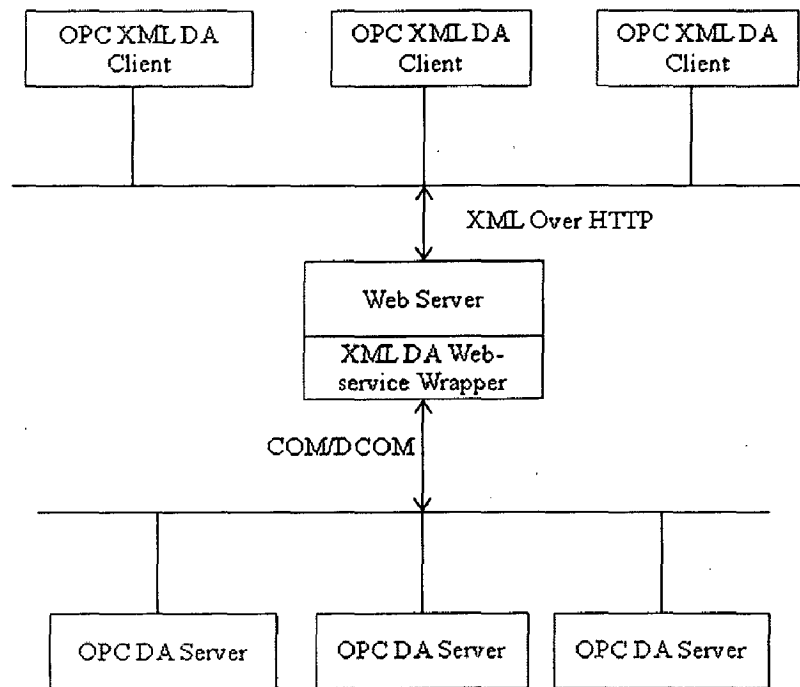 OPC XML DA
Client
OPC XML DA
Client
OPC XML DA
Client
XML Over HTTP
Web Server
XML DA Web-
service Wrapper
COM/DCOM
OPC DA Server
OPC DA Server
OPC DA Server